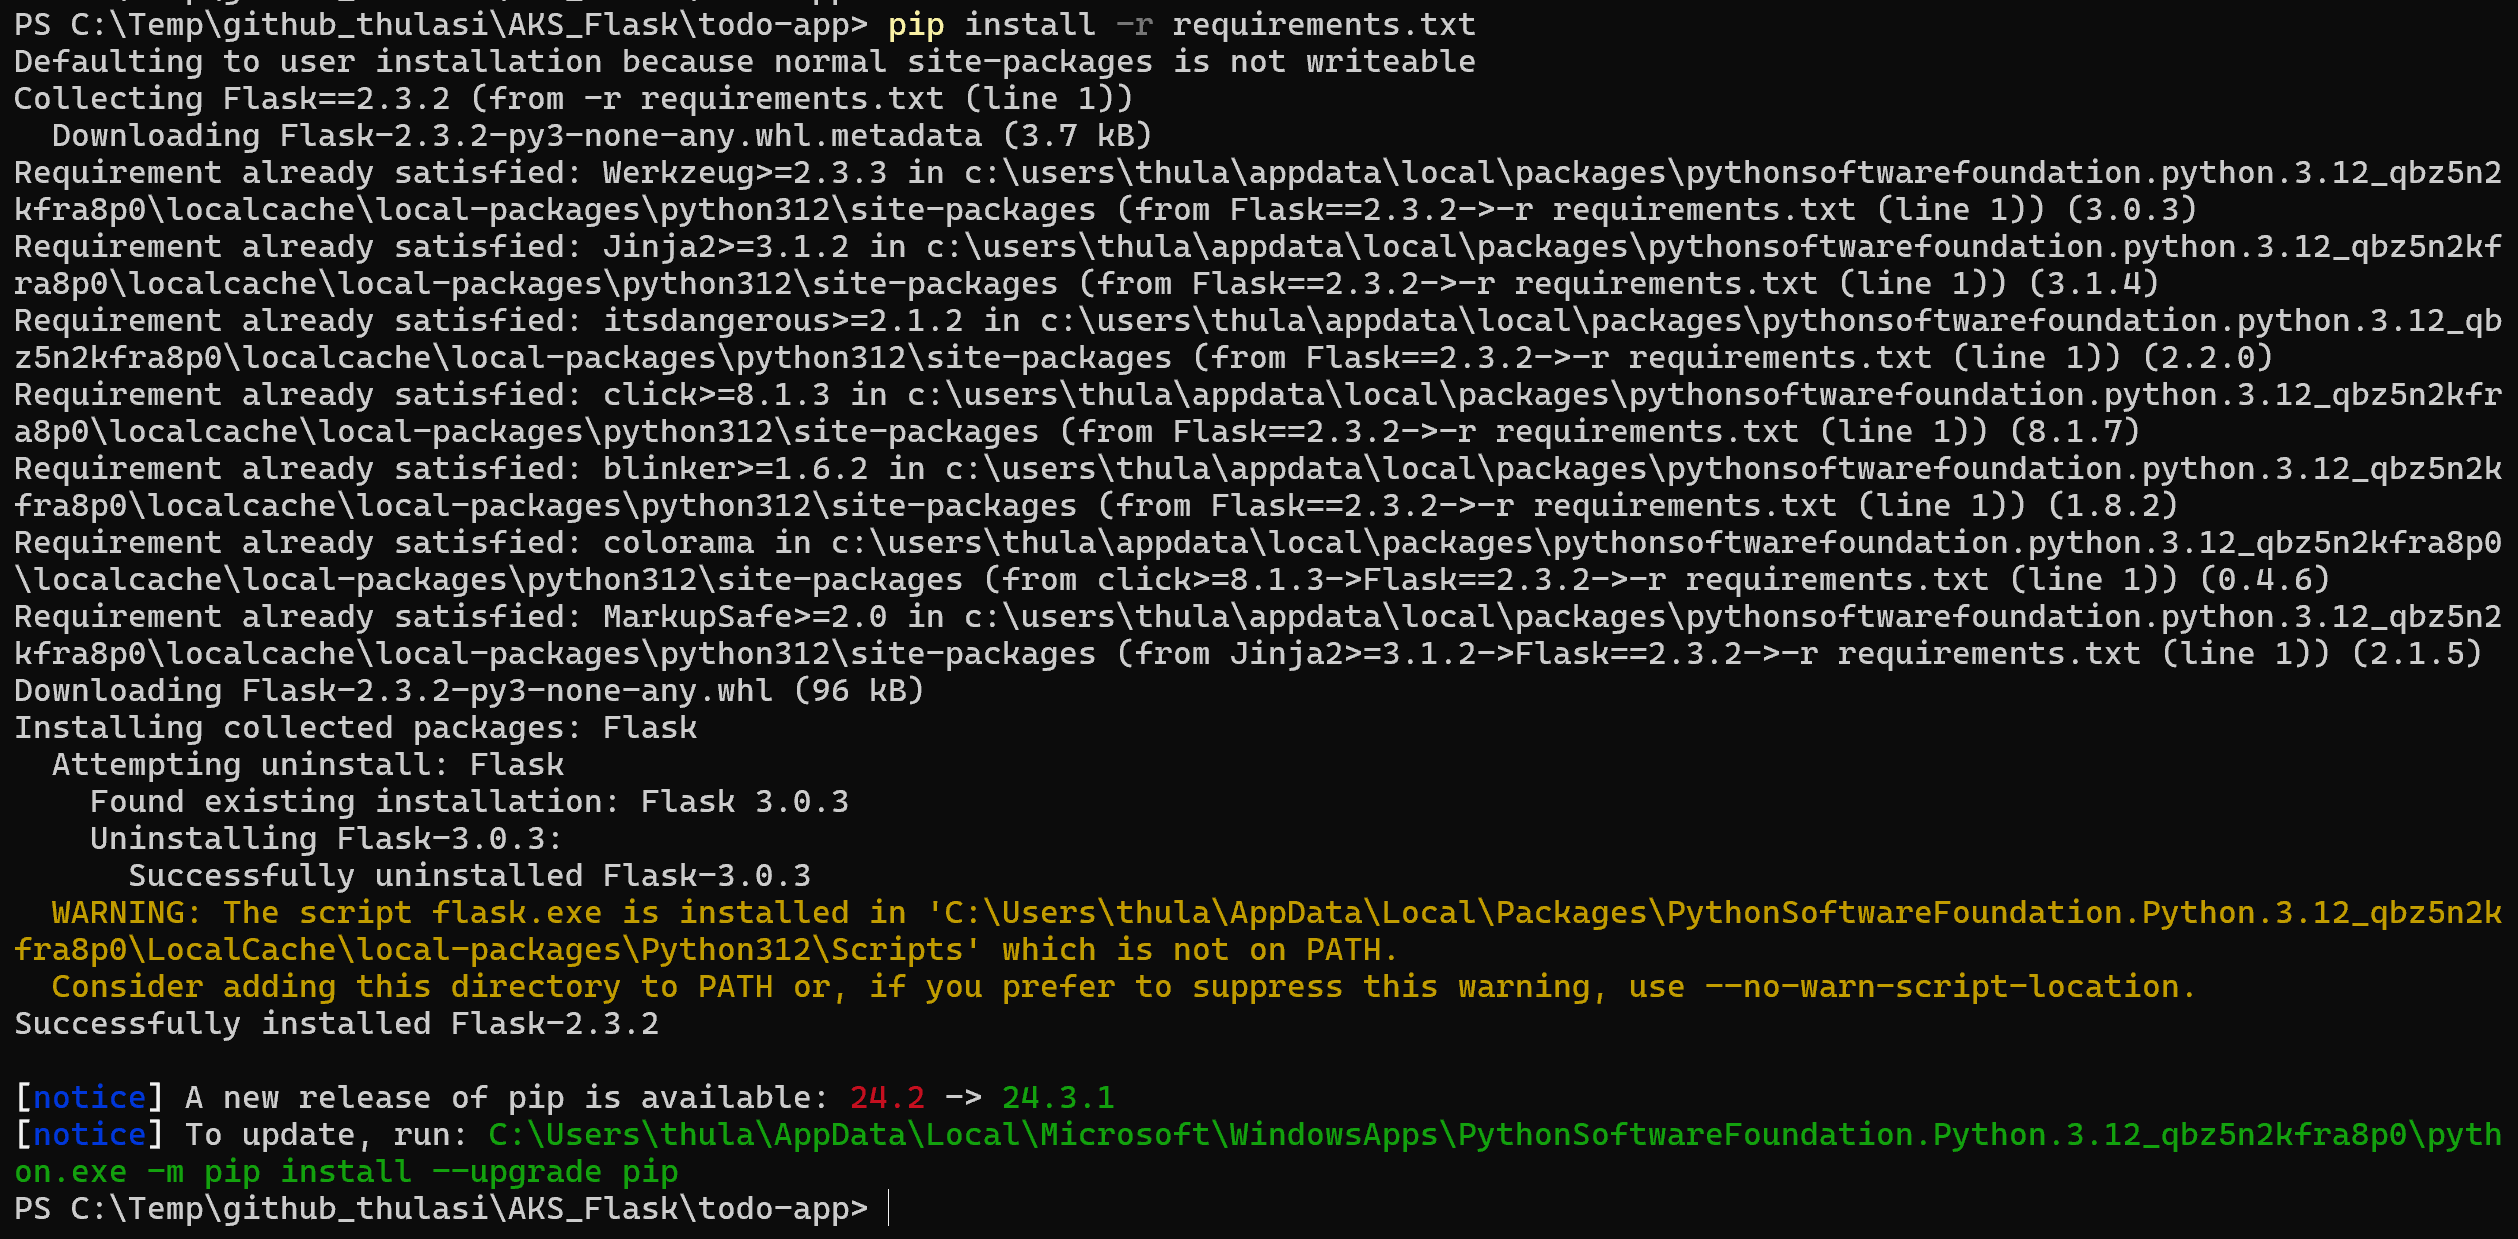 PS C:\Temp\github_thulasi\AKS_Flask\todo-app> pip install -r requirements.txt
Defaulting to user installation because normal site-packages is not writeable
Collecting Flask==2.3.2 (from -r requirements.txt (line 1))
  Downloading Flask-2.3.2-py3-none-any.whl.metadata (3.7 kB)
Requirement already satisfied: Werkzeug>=2.3.3 in c:\users\thula\appdata\local\packages\pythonsoftwarefoundation.python.3.12_qbz5n2
kfra8p0\localcache\local-packages\python312\site-packages (from Flask==2.3.2->-r requirements.txt (line 1)) (3.0.3)
Requirement already satisfied: Jinja2>=3.1.2 in c:\users\thula\appdata\local\packages\pythonsoftwarefoundation.python.3.12_qbz5n2kf
ra8p0\localcache\local-packages\python312\site-packages (from Flask==2.3.2->-r requirements.txt (line 1)) (3.1.4)
Requirement already satisfied: itsdangerous>=2.1.2 in c:\users\thula\appdata\local\packages\pythonsoftwarefoundation.python.3.12_qb
z5n2kfra8p0\localcache\local-packages\python312\site-packages (from Flask==2.3.2->-r requirements.txt (line 1)) (2.2.0)
Requirement already satisfied: click>=8.1.3 in c:\users\thula\appdata\local\packages\pythonsoftwarefoundation.python.3.12_qbz5n2kfr
a8p0\localcache\local-packages\python312\site-packages (from Flask==2.3.2->-r requirements.txt (line 1)) (8.1.7)
Requirement already satisfied: blinker>=1.6.2 in c:\users\thula\appdata\local\packages\pythonsoftwarefoundation.python.3.12_qbz5n2k
fra8p0\localcache\local-packages\python312\site-packages (from Flask==2.3.2->-r requirements.txt (line 1)) (1.8.2)
Requirement already satisfied: colorama in c:\users\thula\appdata\local\packages\pythonsoftwarefoundation.python.3.12_qbz5n2kfra8p0
\localcache\local-packages\python312\site-packages (from click>=8.1.3->Flask==2.3.2->-r requirements.txt (line 1)) (0.4.6)
Requirement already satisfied: MarkupSafe>=2.0 in c:\users\thula\appdata\local\packages\pythonsoftwarefoundation.python.3.12_qbz5n2
kfra8p0\localcache\local-packages\python312\site-packages (from Jinja2>=3.1.2->Flask==2.3.2->-r requirements.txt (line 1)) (2.1.5)
Downloading Flask-2.3.2-py3-none-any.whl (96 kB)
Installing collected packages: Flask
  Attempting uninstall: Flask
    Found existing installation: Flask 3.0.3
    Uninstalling Flask-3.0.3:
      Successfully uninstalled Flask-3.0.3
  WARNING: The script flask.exe is installed in 'C:\Users\thula\AppData\Local\Packages\PythonSoftwareFoundation.Python.3.12_qbz5n2k
fra8p0\LocalCache\local-packages\Python312\Scripts' which is not on PATH.
  Consider adding this directory to PATH or, if you prefer to suppress this warning, use --no-warn-script-location.
Successfully installed Flask-2.3.2

[notice] A new release of pip is available: 24.2 -> 24.3.1
[notice] To update, run: C:\Users\thula\AppData\Local\Microsoft\WindowsApps\PythonSoftwareFoundation.Python.3.12_qbz5n2kfra8p0\pyth
on.exe -m pip install --upgrade pip
PS C:\Temp\github_thulasi\AKS_Flask\todo-app>